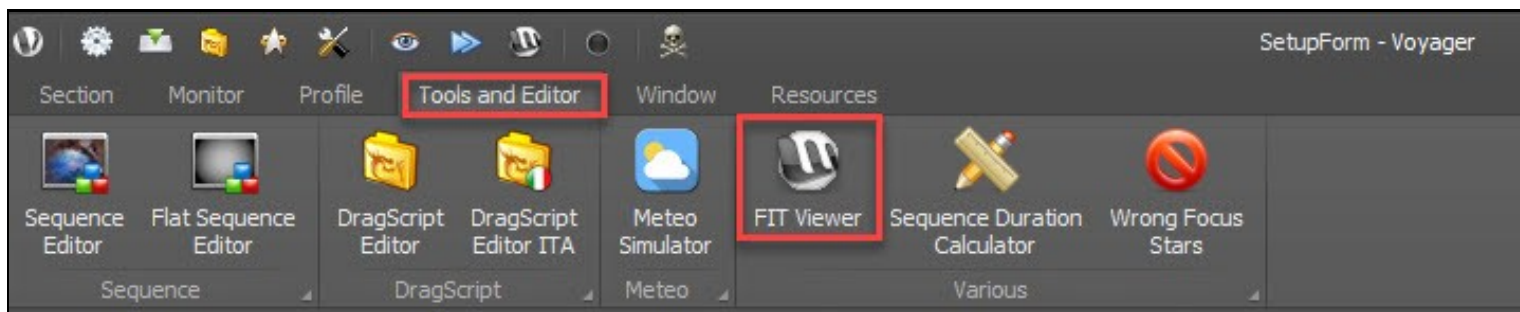 SetupForm - Voyager
Section Monitor Profile Tools and Editor Window Resources
Sequence Editor
Flat Sequence Editor
DragScript Editor
DragScript Editor ITA
Meteo Simulator
FIT Viewer
Sequence Duration Calculator
Wrong Focus Stars
Sequence DragScript Meteo Various